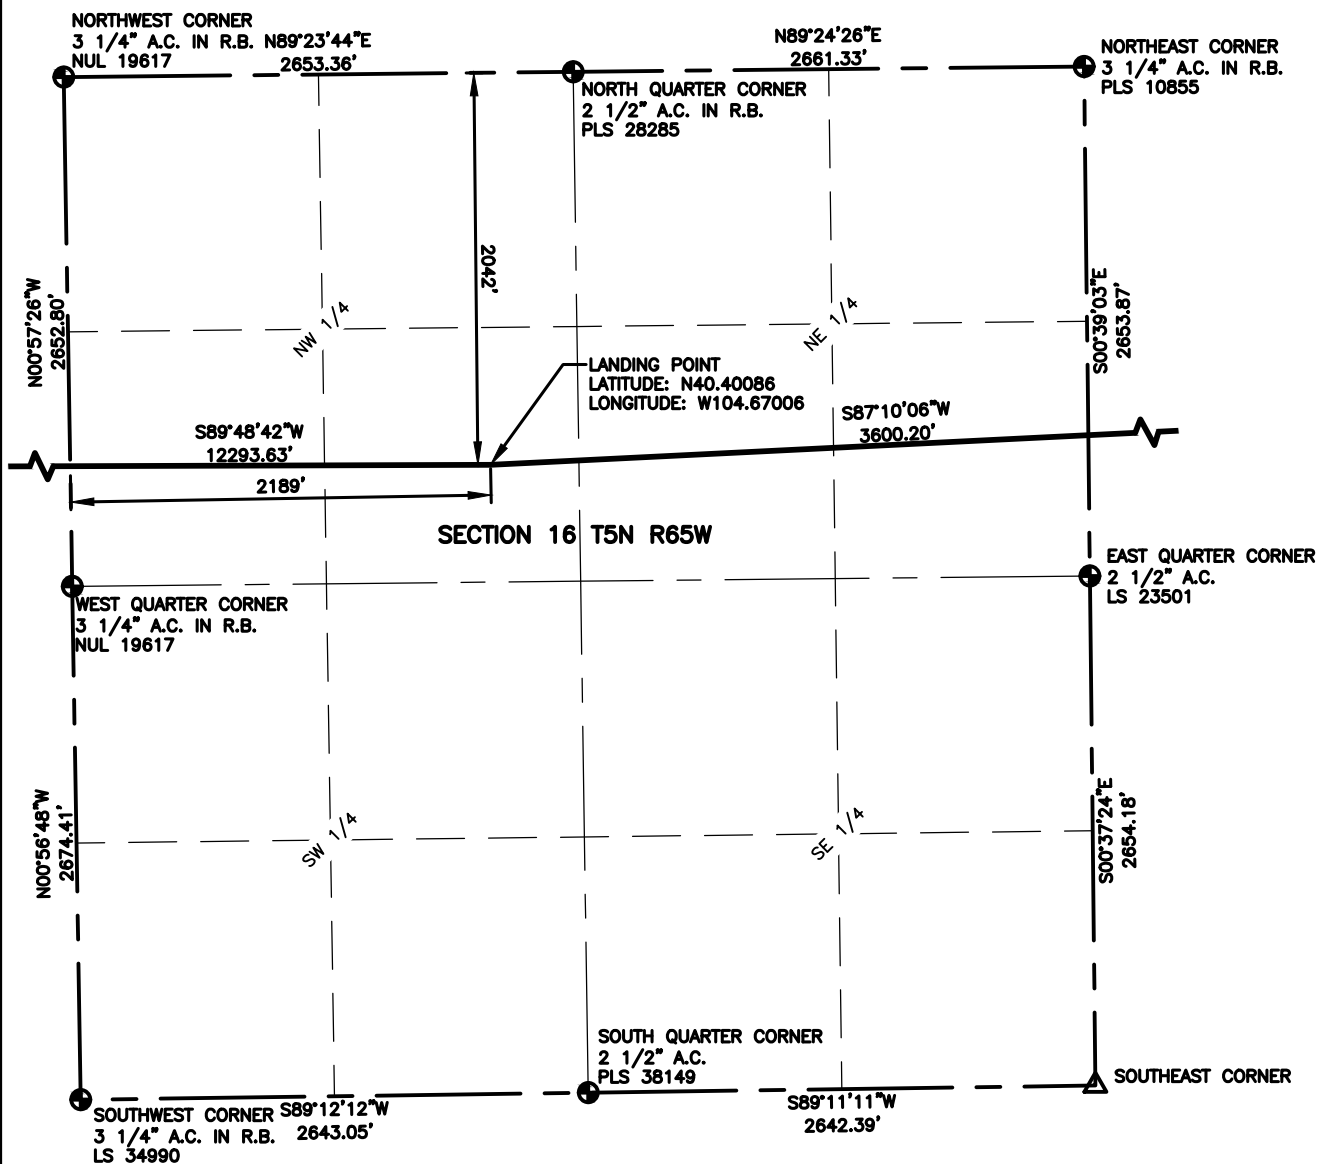 NORTHWEST CORNER
3 1/4" A.C. IN R.B.
NUL 19617
N89°23'44"E
2653.36'
N89°24'26"E
2661.33'
NORTHEAST CORNER
3 1/4" A.C. IN R.B.
PLS 10855
NORTH QUARTER CORNER
2 1/2" A.C. IN R.B.
PLS 28285
2042'
N00°57'26"W
2652.80'
NW 1/4
NE 1/4
S00°39'03"E
2653.87'
LANDING POINT
LATITUDE: N40.40086
LONGITUDE: W104.67006
S87°10'06"W
3600.20'
S89°48'42"W
12293.63'
2189'
SECTION 16 T5N R65W
EAST QUARTER CORNER
2 1/2" A.C.
LS 23501
WEST QUARTER CORNER
3 1/4" A.C. IN R.B.
NUL 19617
N00°56'48"W
2674.41'
SW 1/4
SE 1/4
S00°37'24"E
2654.18'
SOUTH QUARTER CORNER
2 1/2" A.C.
PLS 38149
SOUTHEAST CORNER
SOUTHWEST CORNER
3 1/4" A.C. IN R.B.
LS 34990
S89°12'12"W
2643.05'
S89°11'11"W
2642.39'